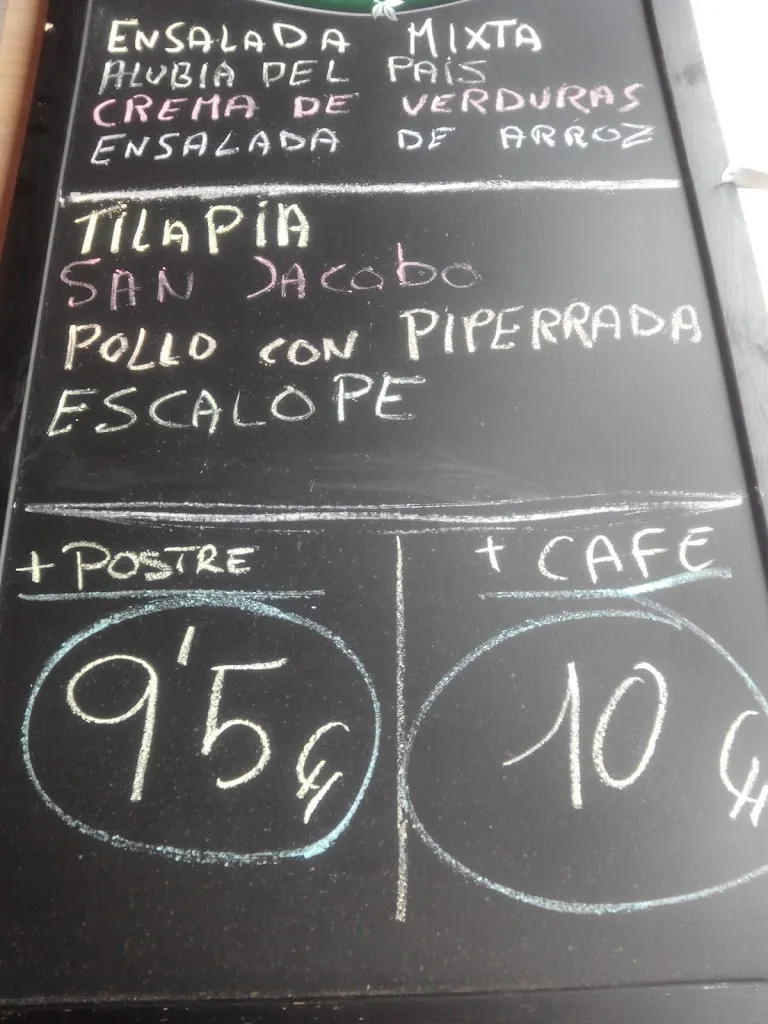 ENSALADA MIXTA
ALUBIA DEL PAÍS
CREMA DE VERDURAS
ENSALADA DE ARROZ
TILAPIA
SAN JACOBO
POLLO CON PIPERRADA
ESCALOPE
+ POSTRE
+ CAFE
9'5 €
10 €